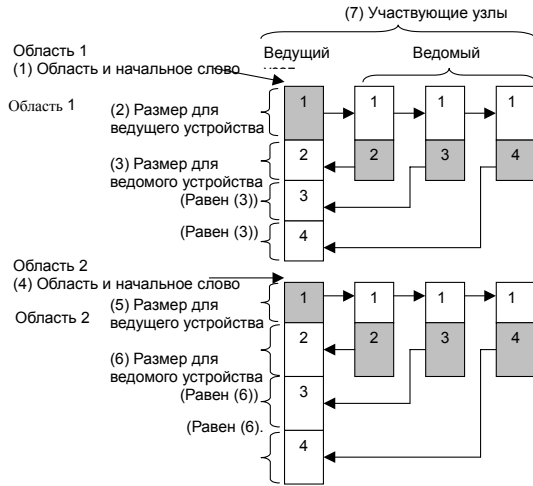 (7) Участвующие узлы
Область 1
Ведущий
Ведомый
(1) Область и начальное слово
Область 1
(2) Размер для
ведущего устройства
1 1 1 1
(3) Размер для
ведомого устройства
2 2 3 4
(Равен (3))
3
(Равен (3))
4
Область 2
(4) Область и начальное слово
Область 2
(5) Размер для
ведущего устройства
1 1 1 1
(6) Размер для
ведомого устройства
2 2 3 4
(Равен (6))
3
(Равен (6).
4